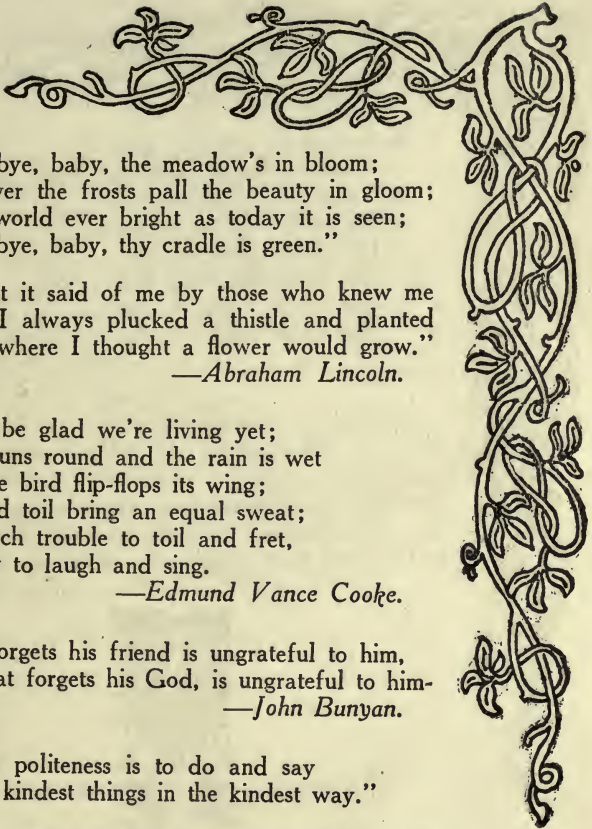 bye, baby, the meadow's in bloom;
er the frosts pall the beauty in gloom;
world ever bright as today it is seen;
bye, baby, thy cradle is green."
t it said of me by those who knew me
I always plucked a thistle and planted
where I thought a flower would grow."
—Abraham Lincoln.
be glad we're living yet;
uns round and the rain is wet
e bird flip-flops its wing;
d toil bring an equal sweat;
ch trouble to toil and fret,
to laugh and sing.
—Edmund Vance Cooke.
orgets his friend is ungrateful to him,
at forgets his God, is ungrateful to him-
—John Bunyan.
politeness is to do and say
kindest things in the kindest way."